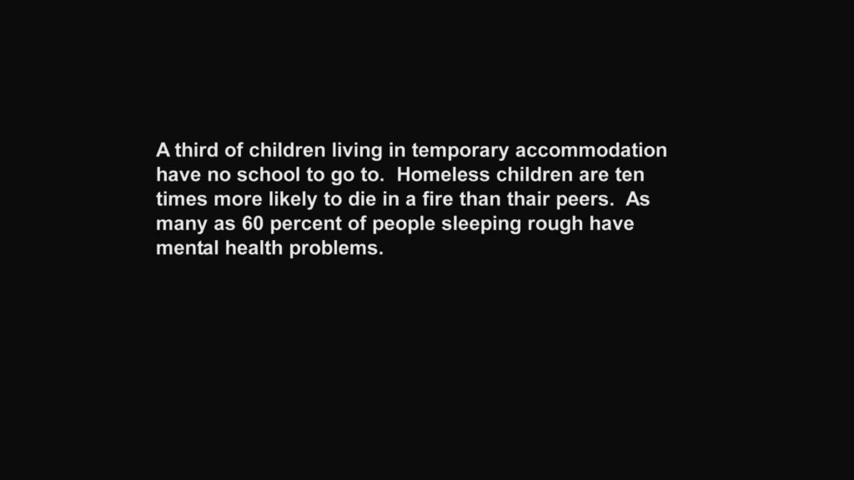 A third of children living in temporary accommodation
have no school to go to.  Homeless children are ten
times more likely to die in a fire than thair peers.  As
many as 60 percent of people sleeping rough have
mental health problems.